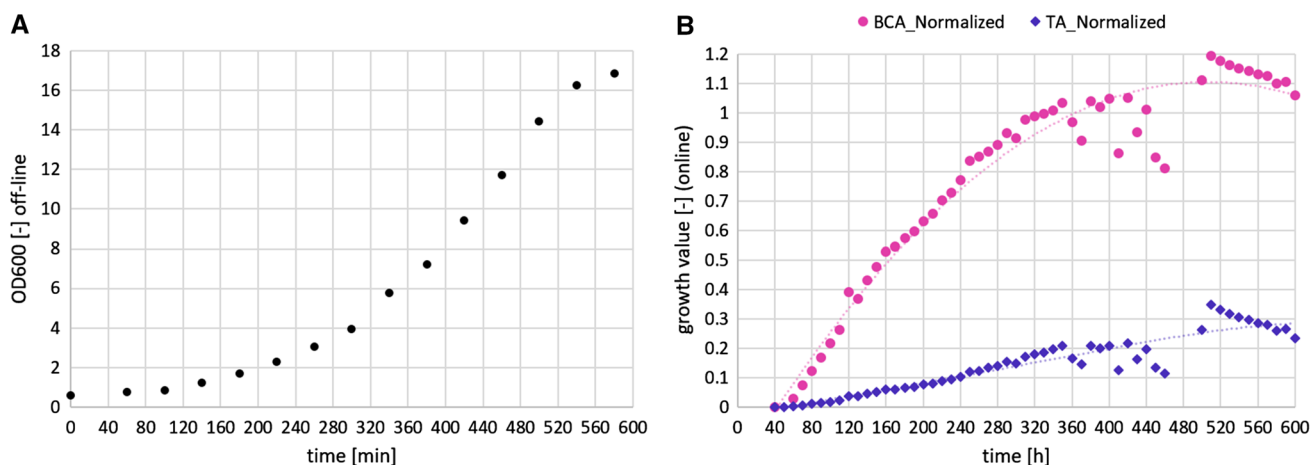 A
OD600 [-] off-line
18
16
14
12
10
8
6
4
2
0
0 40 80 120 160 200 240 280 320 360 400 440 480 520 560 600
time [min]
B
BCA_Normalized TA_Normalized
growth value [-] (online)
1.2
1.1
1
0.9
0.8
0.7
0.6
0.5
0.4
0.3
0.2
0.1
0
0 40 80 120 160 200 240 280 320 360 400 440 480 520 560 600
time [h]